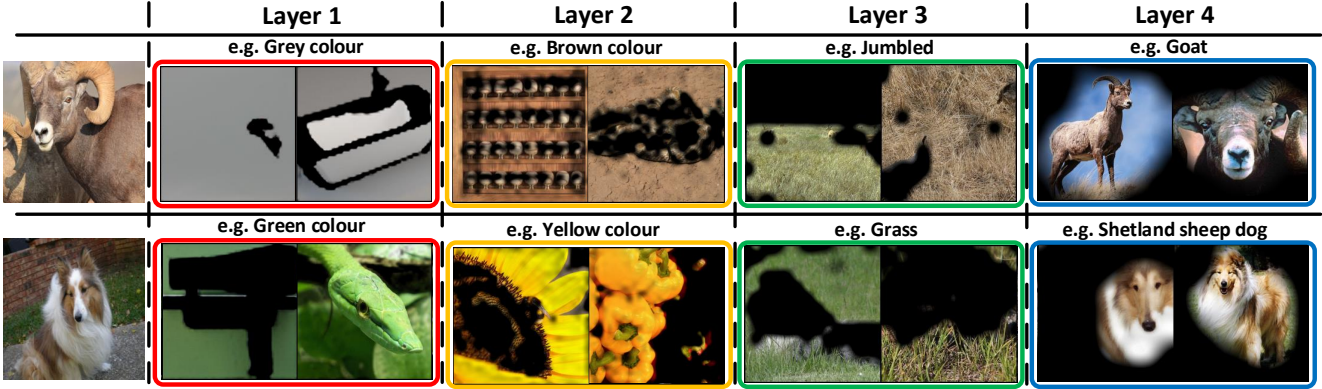 Layer 1
Layer 2
Layer 3
Layer 4
e.g. Grey colour
e.g. Brown colour
e.g. Jumbled
e.g. Goat
e.g. Green colour
e.g. Yellow colour
e.g. Grass
e.g. Shetland sheep dog